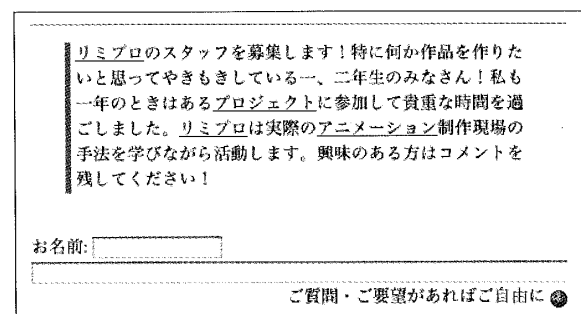 リミプロのスタッフを募集します！特に何か作品を作りた
いと思ってやきもきしている一、二年生のみなさん！私も
一年のときはあるプロジェクトに参加して貴重な時間を過
ごしました。リミプロは実際のアニメーション制作現場の
手法を学びながら活動します。興味のある方はコメントを
残してください！
お名前:
ご質問・ご要望があればご自由に